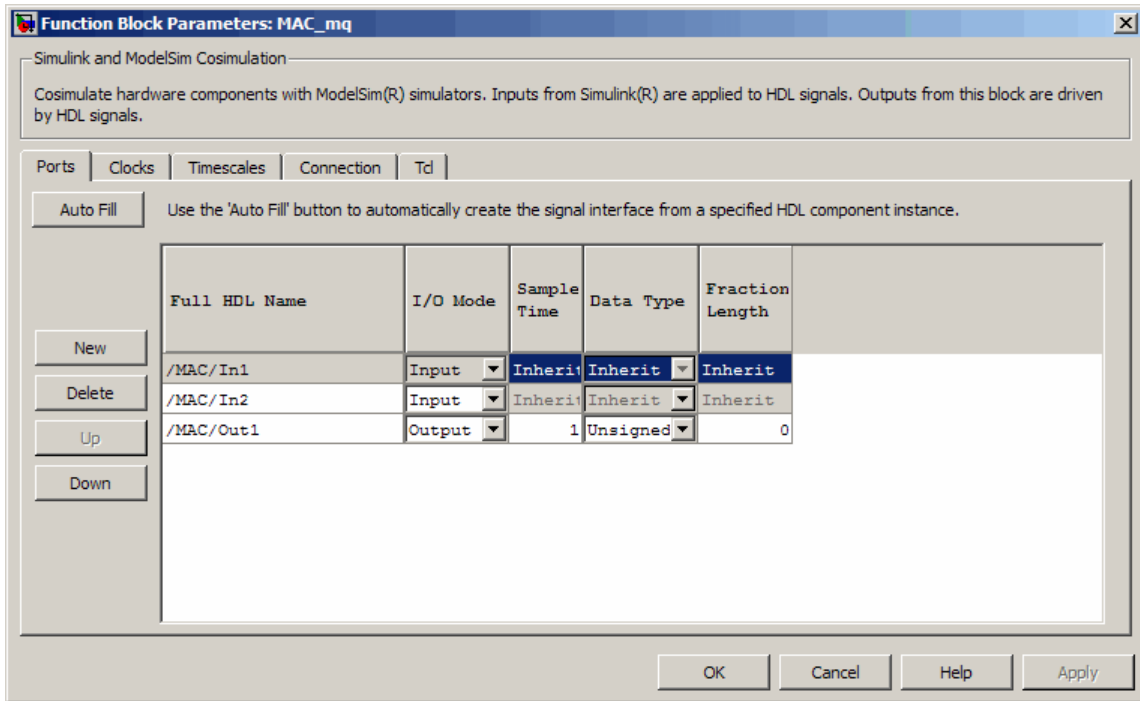 Function Block Parameters: MAC_mq
Simulink and ModelSim Cosimulation
Cosimulate hardware components with ModelSim(R) simulators. Inputs from Simulink(R) are applied to HDL signals. Outputs from this block are driven
by HDL signals.
Ports Clocks Timescales Connection Tcl
Auto Fill Use the 'Auto Fill' button to automatically create the signal interface from a specified HDL component instance.
Full HDL Name I/O Mode Sample Time Data Type Fraction Length
New
/MAC/In1 Input Inherit Inherit Inherit
Delete
/MAC/In2 Input Inherit Inherit Inherit
Up
/MAC/Out1 Output 1 Unsigned 0
Down
OK Cancel Help Apply